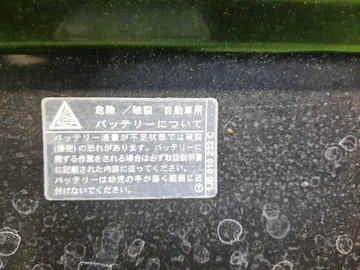 危険／破裂 自動車用
バッテリーについて
バッテリー液量が不足状態では破裂
(爆発)の恐れがあります。バッテリーに
関する作業をされる場合は必ず取扱説明書
に記載された内容に従ってください。
バッテリーは幼児の手が届く範囲に近
付けないでください。